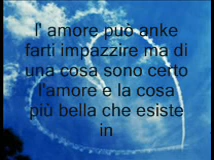 l' amore può anke
farti impazzire ma di
una cosa sono certo
l'amore e la cosa
più bella che esiste
in